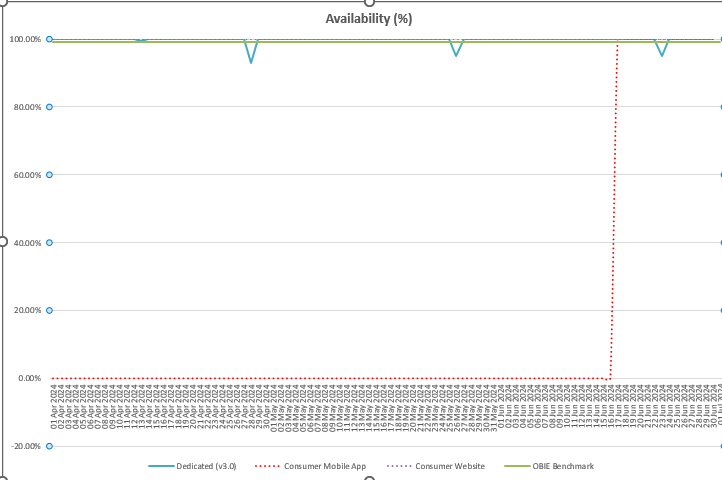 Availability (%)
100.00%
80.00%
60.00%
40.00%
20.00%
0.00%
-20.00%
01 Apr 2024
02 Apr 2024
03 Apr 2024
04 Apr 2024
05 Apr 2024
06 Apr 2024
07 Apr 2024
08 Apr 2024
09 Apr 2024
10 Apr 2024
11 Apr 2024
12 Apr 2024
13 Apr 2024
14 Apr 2024
15 Apr 2024
16 Apr 2024
17 Apr 2024
18 Apr 2024
19 Apr 2024
20 Apr 2024
21 Apr 2024
22 Apr 2024
23 Apr 2024
24 Apr 2024
25 Apr 2024
26 Apr 2024
27 Apr 2024
28 Apr 2024
29 Apr 2024
30 Apr 2024
01 May 2024
02 May 2024
03 May 2024
04 May 2024
05 May 2024
06 May 2024
07 May 2024
08 May 2024
09 May 2024
10 May 2024
11 May 2024
12 May 2024
13 May 2024
14 May 2024
15 May 2024
16 May 2024
17 May 2024
18 May 2024
19 May 2024
20 May 2024
21 May 2024
22 May 2024
23 May 2024
24 May 2024
25 May 2024
26 May 2024
27 May 2024
28 May 2024
29 May 2024
30 May 2024
31 May 2024
01 Jun 2024
02 Jun 2024
03 Jun 2024
04 Jun 2024
05 Jun 2024
06 Jun 2024
07 Jun 2024
08 Jun 2024
09 Jun 2024
10 Jun 2024
11 Jun 2024
12 Jun 2024
13 Jun 2024
14 Jun 2024
15 Jun 2024
16 Jun 2024
17 Jun 2024
18 Jun 2024
19 Jun 2024
20 Jun 2024
21 Jun 2024
22 Jun 2024
23 Jun 2024
24 Jun 2024
25 Jun 2024
26 Jun 2024
27 Jun 2024
28 Jun 2024
29 Jun 2024
30 Jun 2024
01 Jul 2024
Dedicated (v3.0) Consumer Mobile App Consumer Website OBIE Benchmark